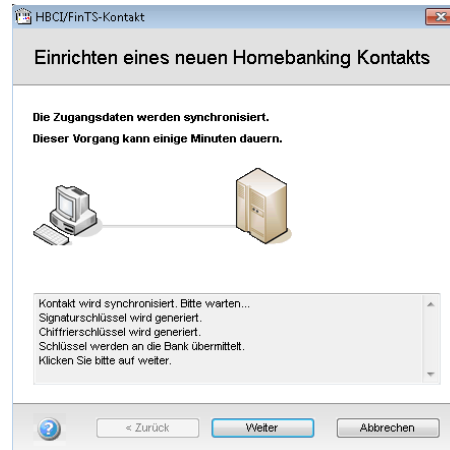 HBCI/FinTS-Kontakt
Einrichten eines neuen Homebanking Kontakts
Die Zugangsdaten werden synchronisiert.
Dieser Vorgang kann einige Minuten dauern.
Kontakt wird synchronisiert. Bitte warten...
Signaturschlüssel wird generiert.
Chiffrierschlüssel wird generiert.
Schlüssel werden an die Bank übermittelt.
Klicken Sie bitte auf weiter.
« Zurück Weiter Abbrechen